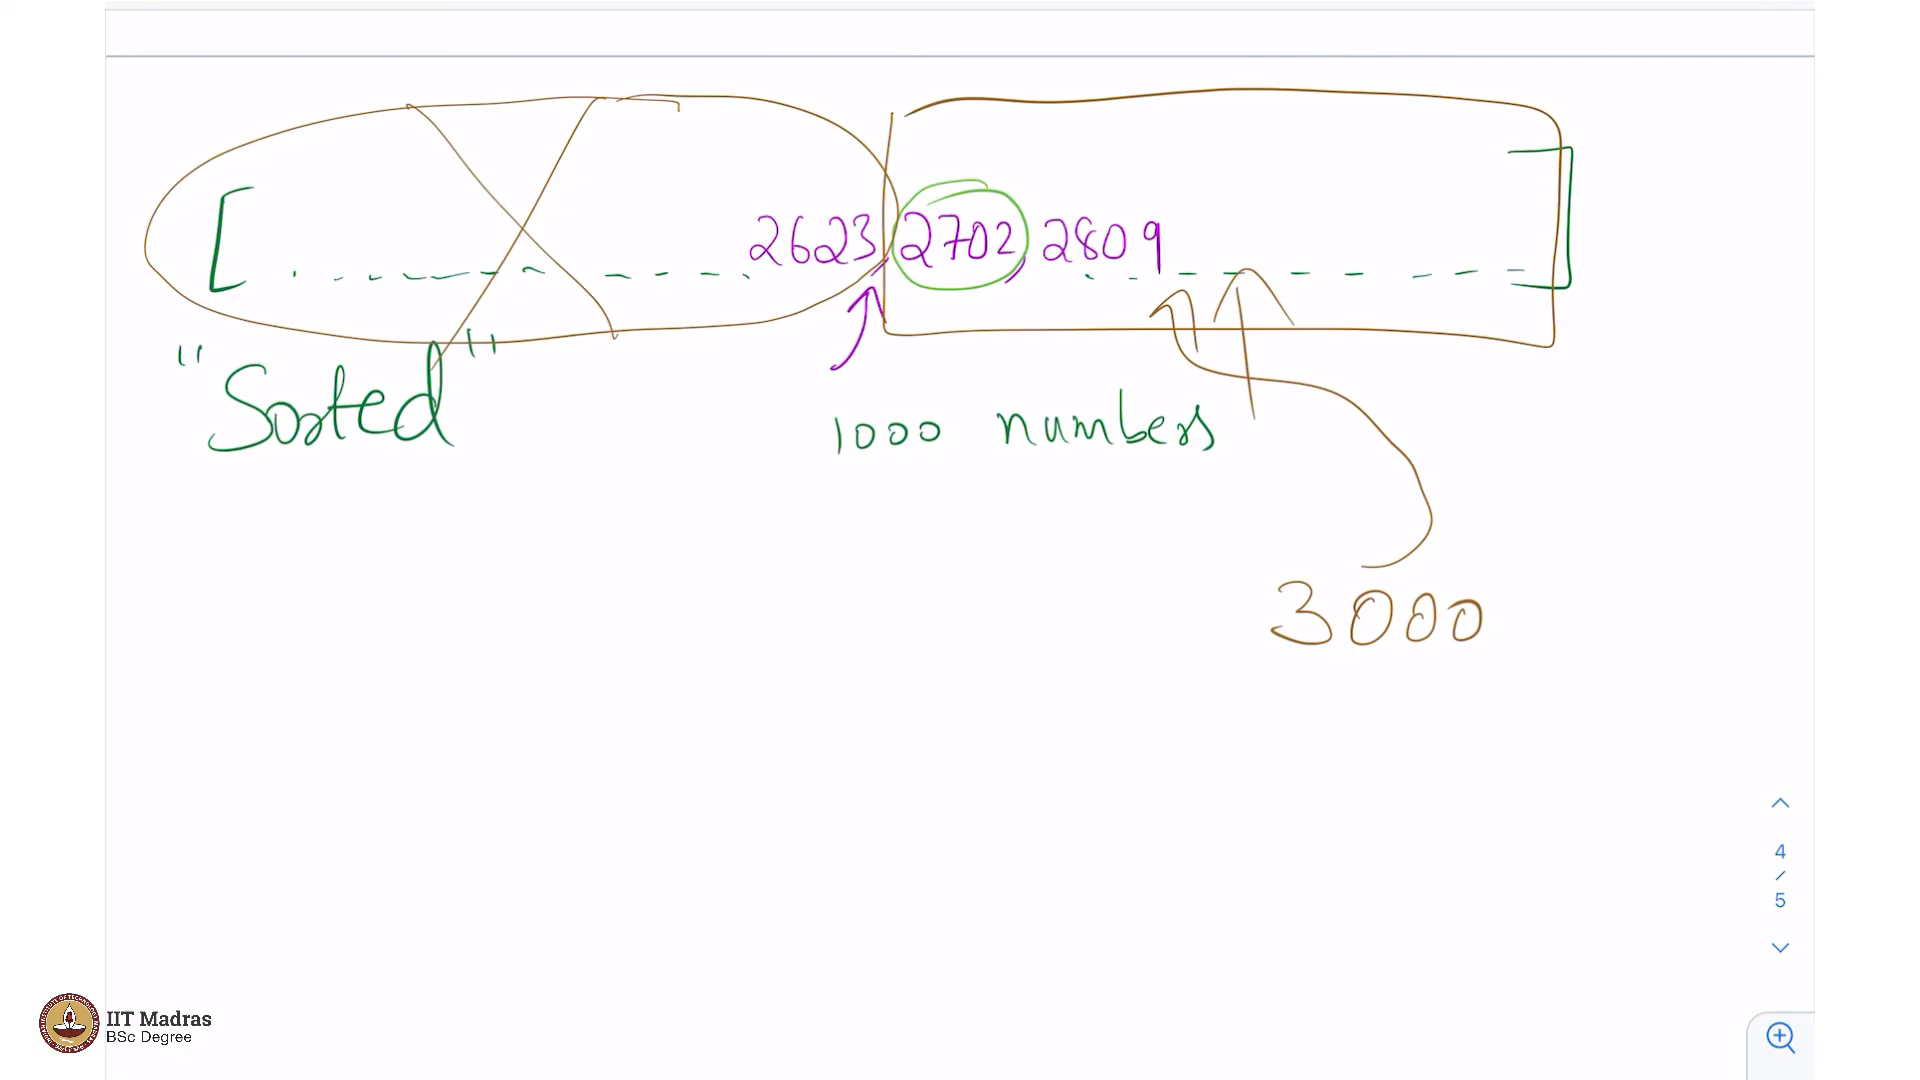 [ . - - - - - - - - - - . 2623, 2702, 2809 . . - - - - - - - ]
"Sorted"
1000 numbers
3000
4
/
5
IIT Madras
BSc Degree